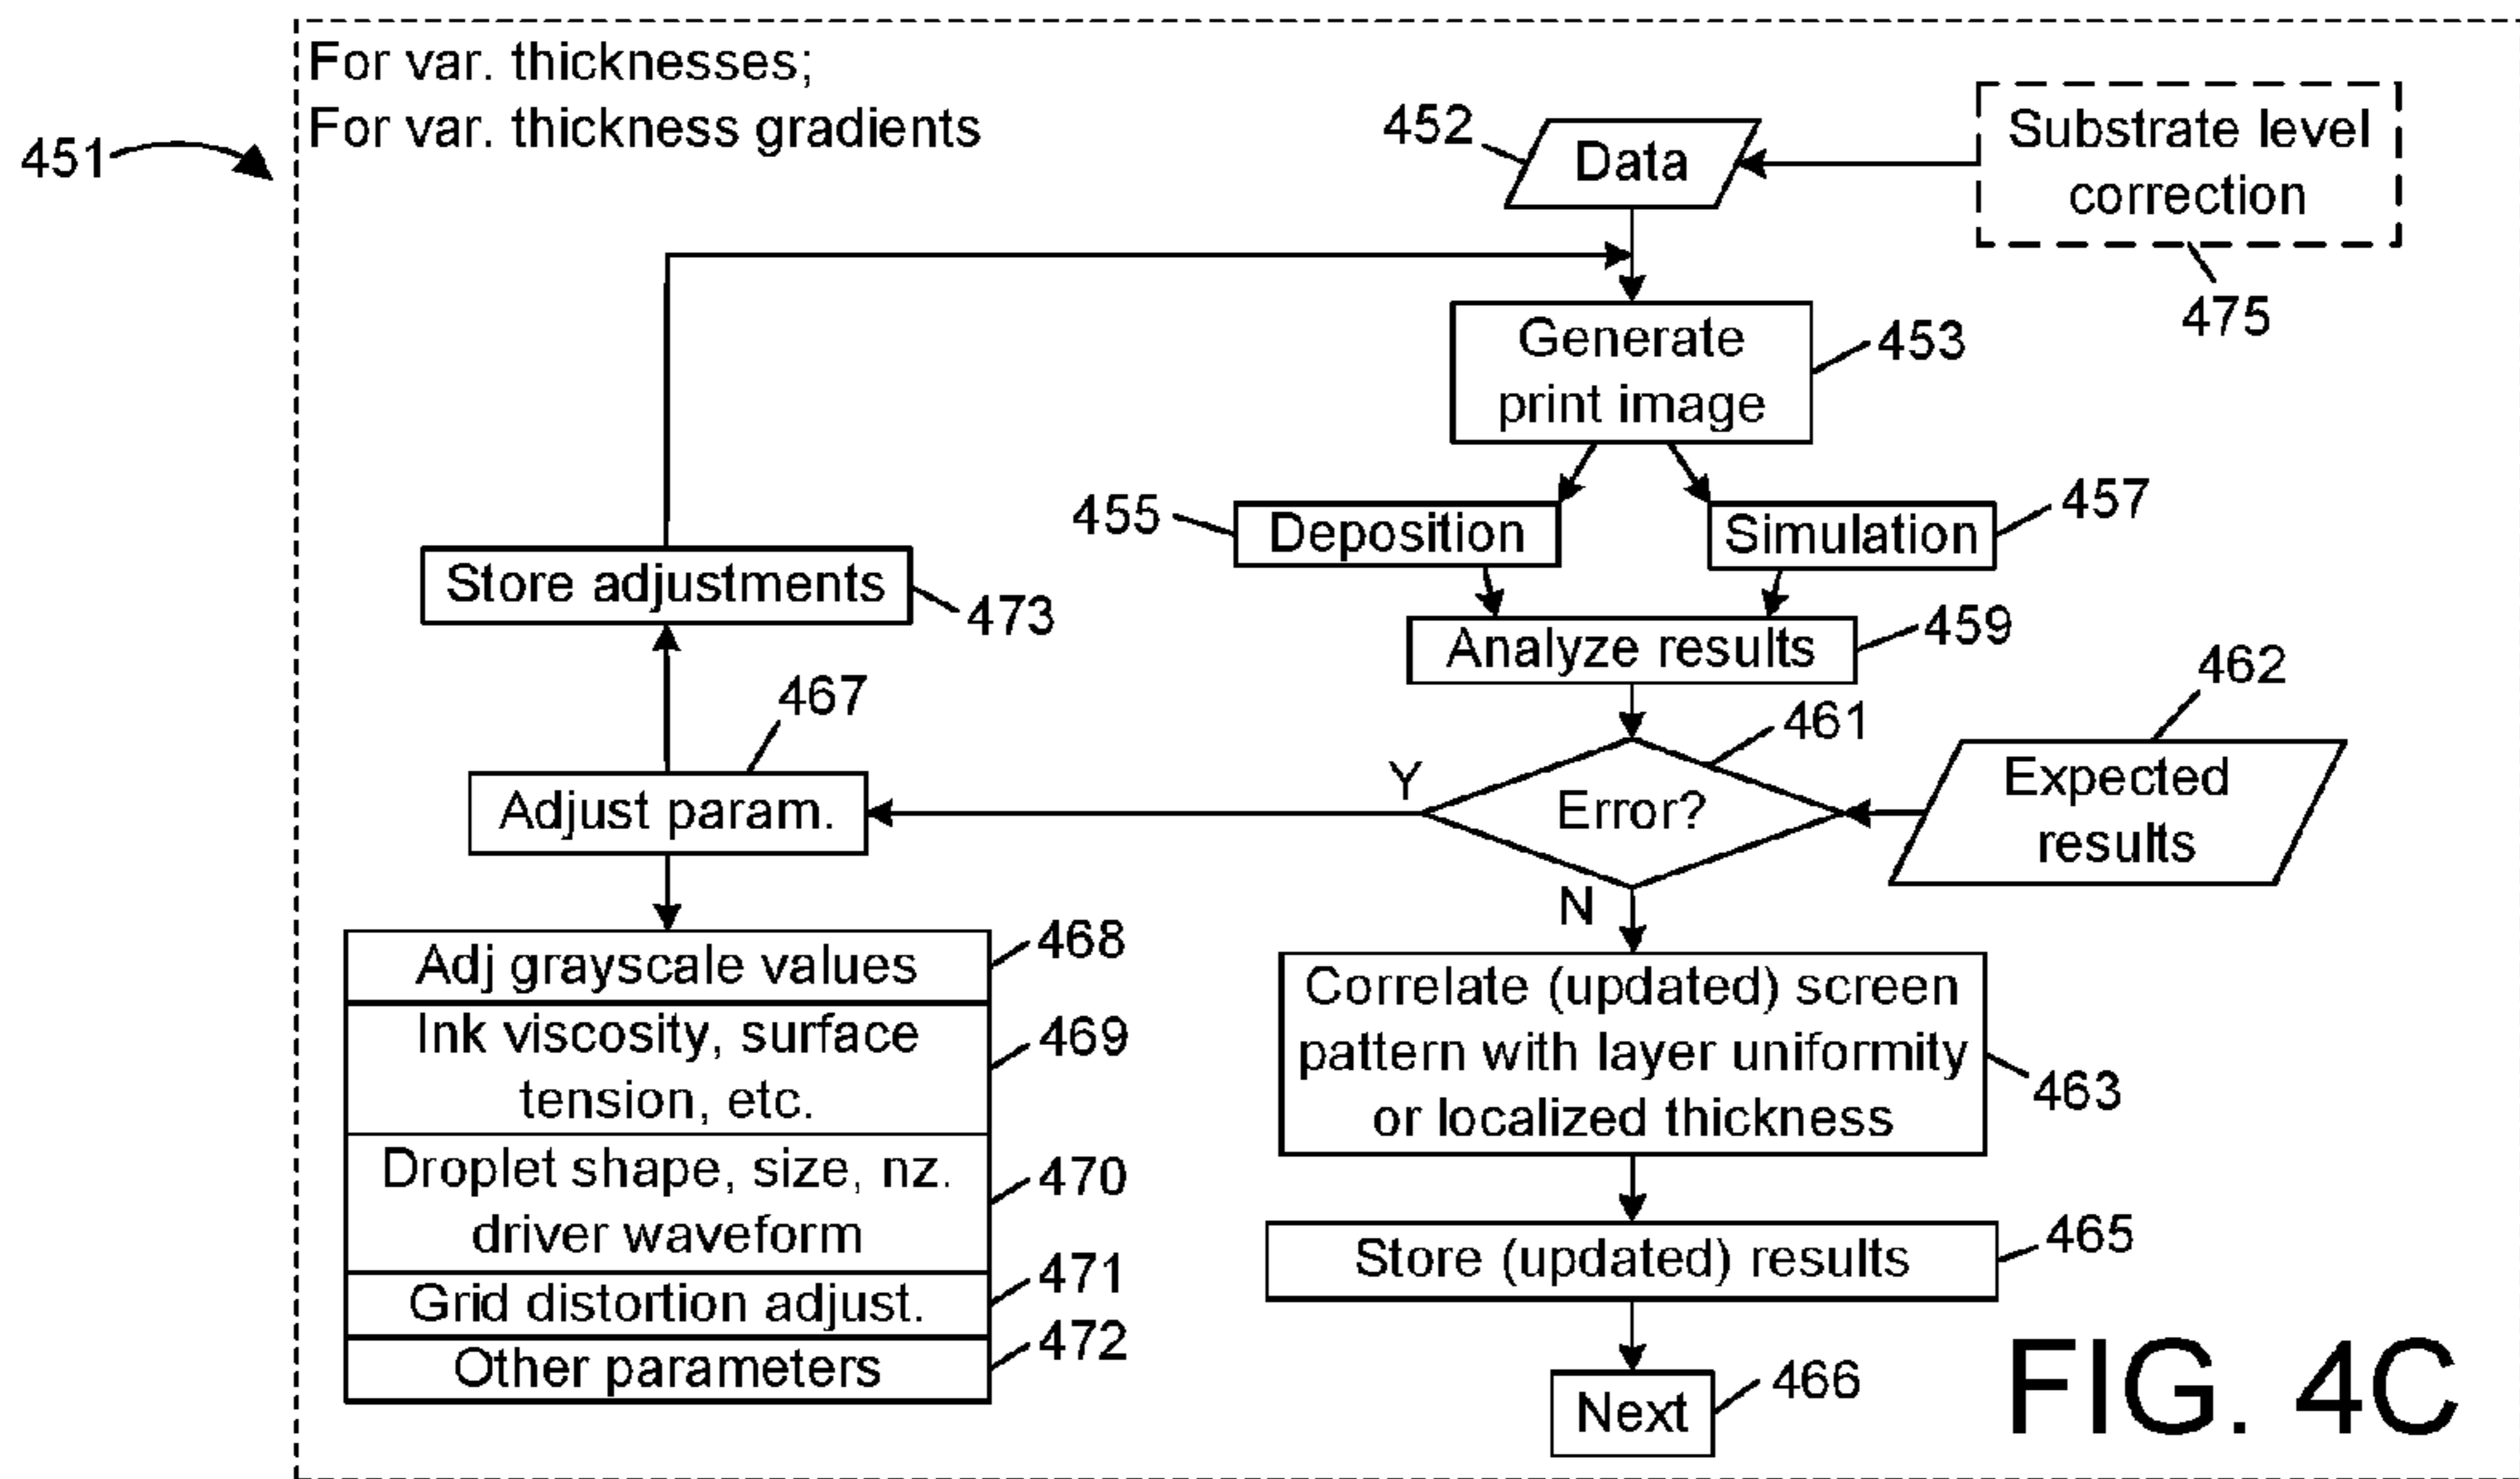 For var. thicknesses;
For var. thickness gradients
451
452
Data
Substrate level
correction
475
Generate
print image
453
455
Deposition
Simulation
457
Store adjustments
473
Analyze results
459
467
461
462
Adjust param.
Y
Error?
Expected
results
N
Adj grayscale values
468
Ink viscosity, surface
tension, etc.
469
Droplet shape, size, nz.
driver waveform
470
Grid distortion adjust.
471
Other parameters
472
Correlate (updated) screen
pattern with layer uniformity
or localized thickness
463
Store (updated) results
465
Next
466
FIG. 4C